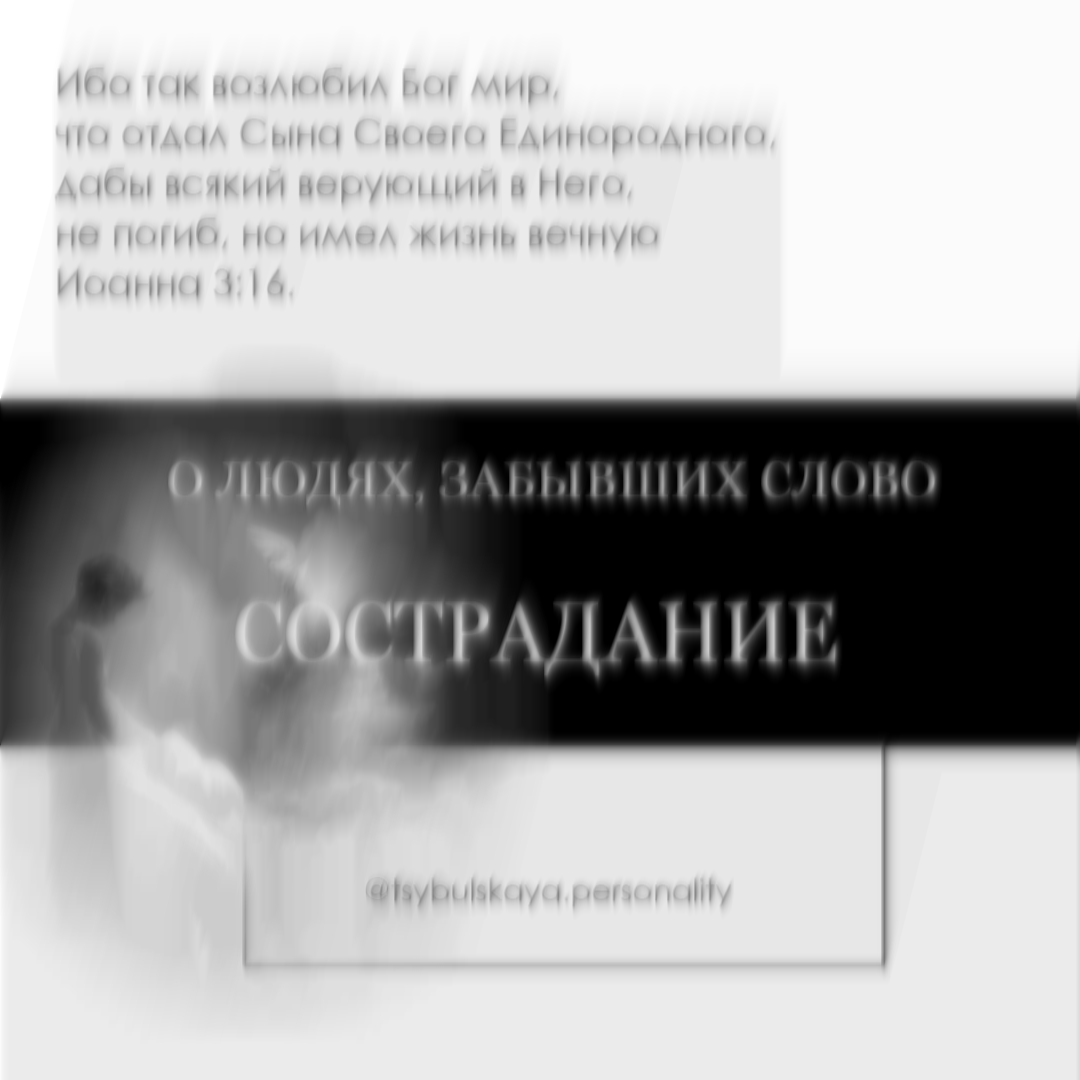 Ибо так возлюбил Бог мир,
что отдал Сына Своего Единородного,
дабы всякий верующий в Него,
не погиб, но имел жизнь вечную
Иоанна 3:16.
О ЛЮДЯХ, ЗАБЫВШИХ СЛОВО
СОСТРАДАНИЕ
@tsybulskaya.personality